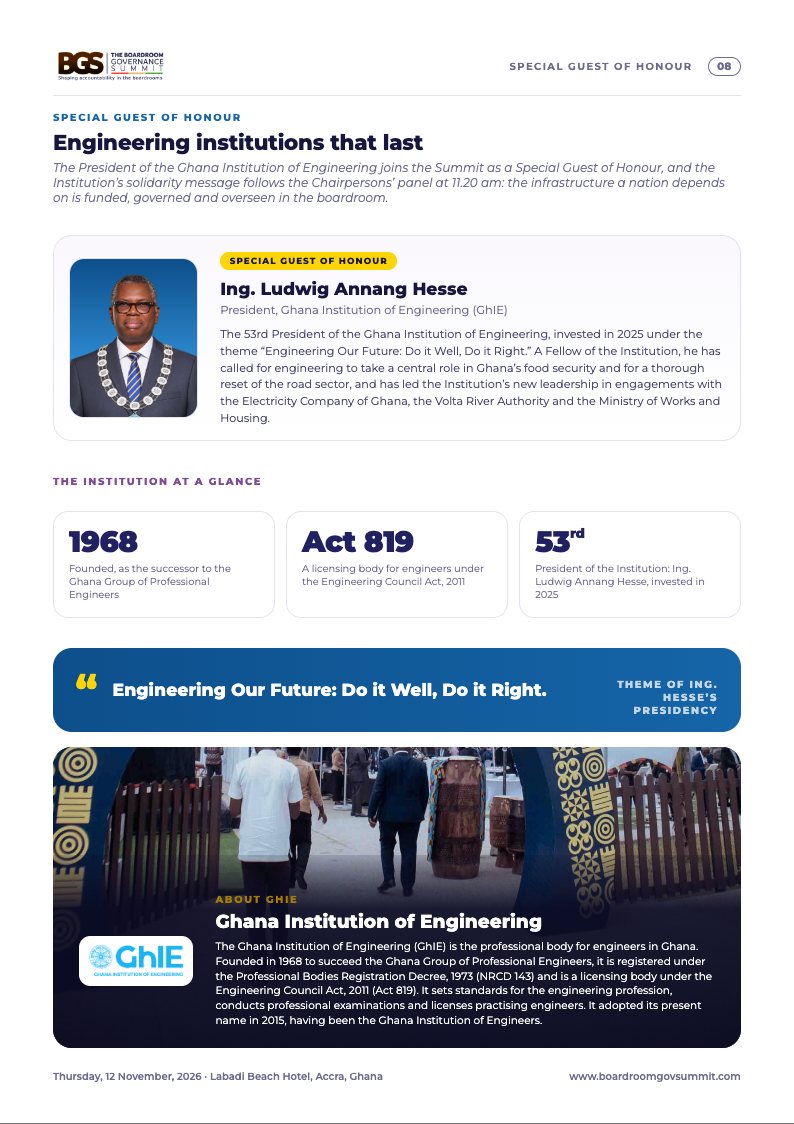 BGS
THE BOARDROOM
GOVERNANCE
SUMMIT
Shaping accountability in the boardrooms
SPECIAL GUEST OF HONOUR 08
SPECIAL GUEST OF HONOUR
Engineering institutions that last
The President of the Ghana Institution of Engineering joins the Summit as a Special Guest of Honour, and the
Institution's solidarity message follows the Chairpersons' panel at 11.20 am: the infrastructure a nation depends
on is funded, governed and overseen in the boardroom.
SPECIAL GUEST OF HONOUR
Ing. Ludwig Annang Hesse
President, Ghana Institution of Engineering (GhIE)
The 53rd President of the Ghana Institution of Engineering, invested in 2025 under the
theme “Engineering Our Future: Do it Well, Do it Right.” A Fellow of the Institution, he has
called for engineering to take a central role in Ghana's food security and for a thorough
reset of the road sector, and has led the Institution's new leadership in engagements with
the Electricity Company of Ghana, the Volta River Authority and the Ministry of Works and
Housing.
THE INSTITUTION AT A GLANCE
1968
Founded, as the successor to the
Ghana Group of Professional
Engineers
Act 819
A licensing body for engineers under
the Engineering Council Act, 2011
53rd
President of the Institution: Ing.
Ludwig Annang Hesse, invested in
2025
“ Engineering Our Future: Do it Well, Do it Right.
THEME OF ING.
HESSE'S
PRESIDENCY
ABOUT GHIE
Ghana Institution of Engineering
GhIE
GHANA INSTITUTION OF ENGINEERING
The Ghana Institution of Engineering (GhIE) is the professional body for engineers in Ghana.
Founded in 1968 to succeed the Ghana Group of Professional Engineers, it is registered under
the Professional Bodies Registration Decree, 1973 (NRCD 143) and is a licensing body under the
Engineering Council Act, 2011 (Act 819). It sets standards for the engineering profession,
conducts professional examinations and licenses practising engineers. It adopted its present
name in 2015, having been the Ghana Institution of Engineers.
Thursday, 12 November, 2026 · Labadi Beach Hotel, Accra, Ghana
www.boardroomgovsummit.com